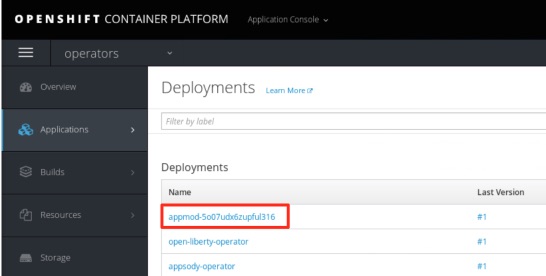 OPENSHIFT CONTAINER PLATFORM Application Console
operators
Overview
Deployments Learn More
Applications
Filter by label
Builds
Deployments
Name Last Version
Resources
appmod-5o07udx6zupful316 #1
open-liberty-operator #1
Storage
appsody-operator #1